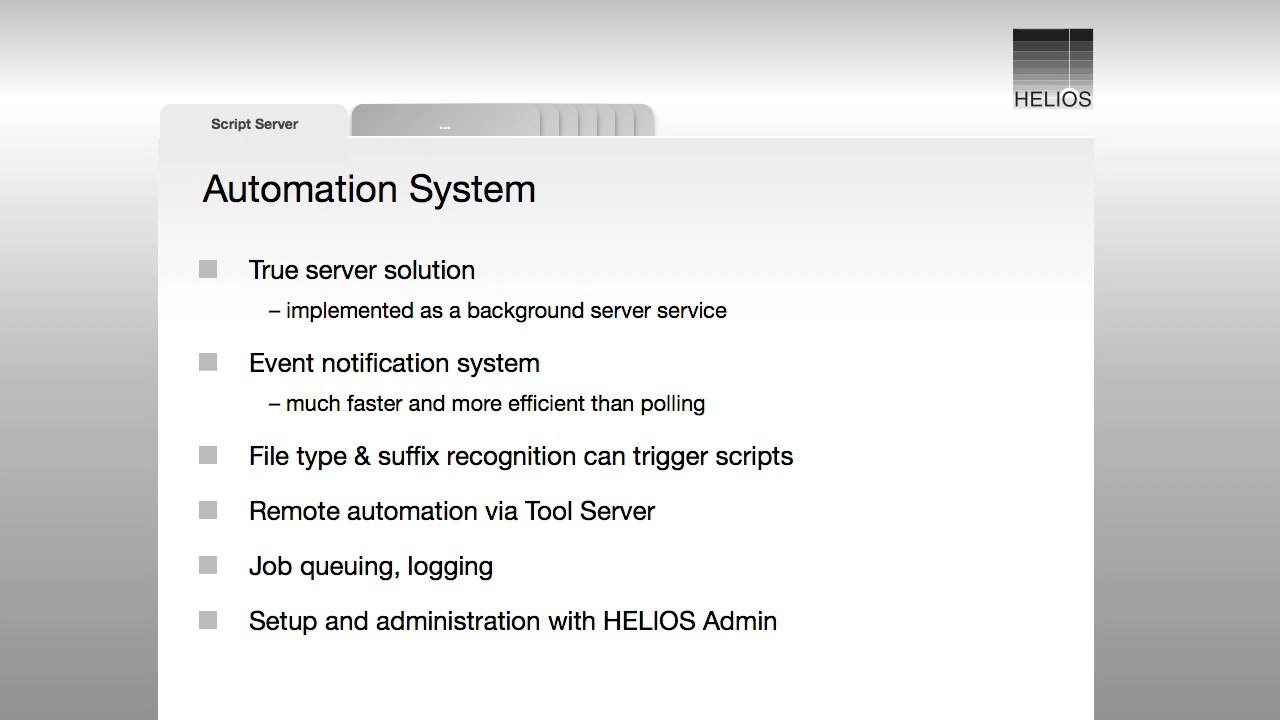 HELIOS
Script Server
...
Automation System
True server solution
– implemented as a background server service
Event notification system
– much faster and more efficient than polling
File type & suffix recognition can trigger scripts
Remote automation via Tool Server
Job queuing, logging
Setup and administration with HELIOS Admin